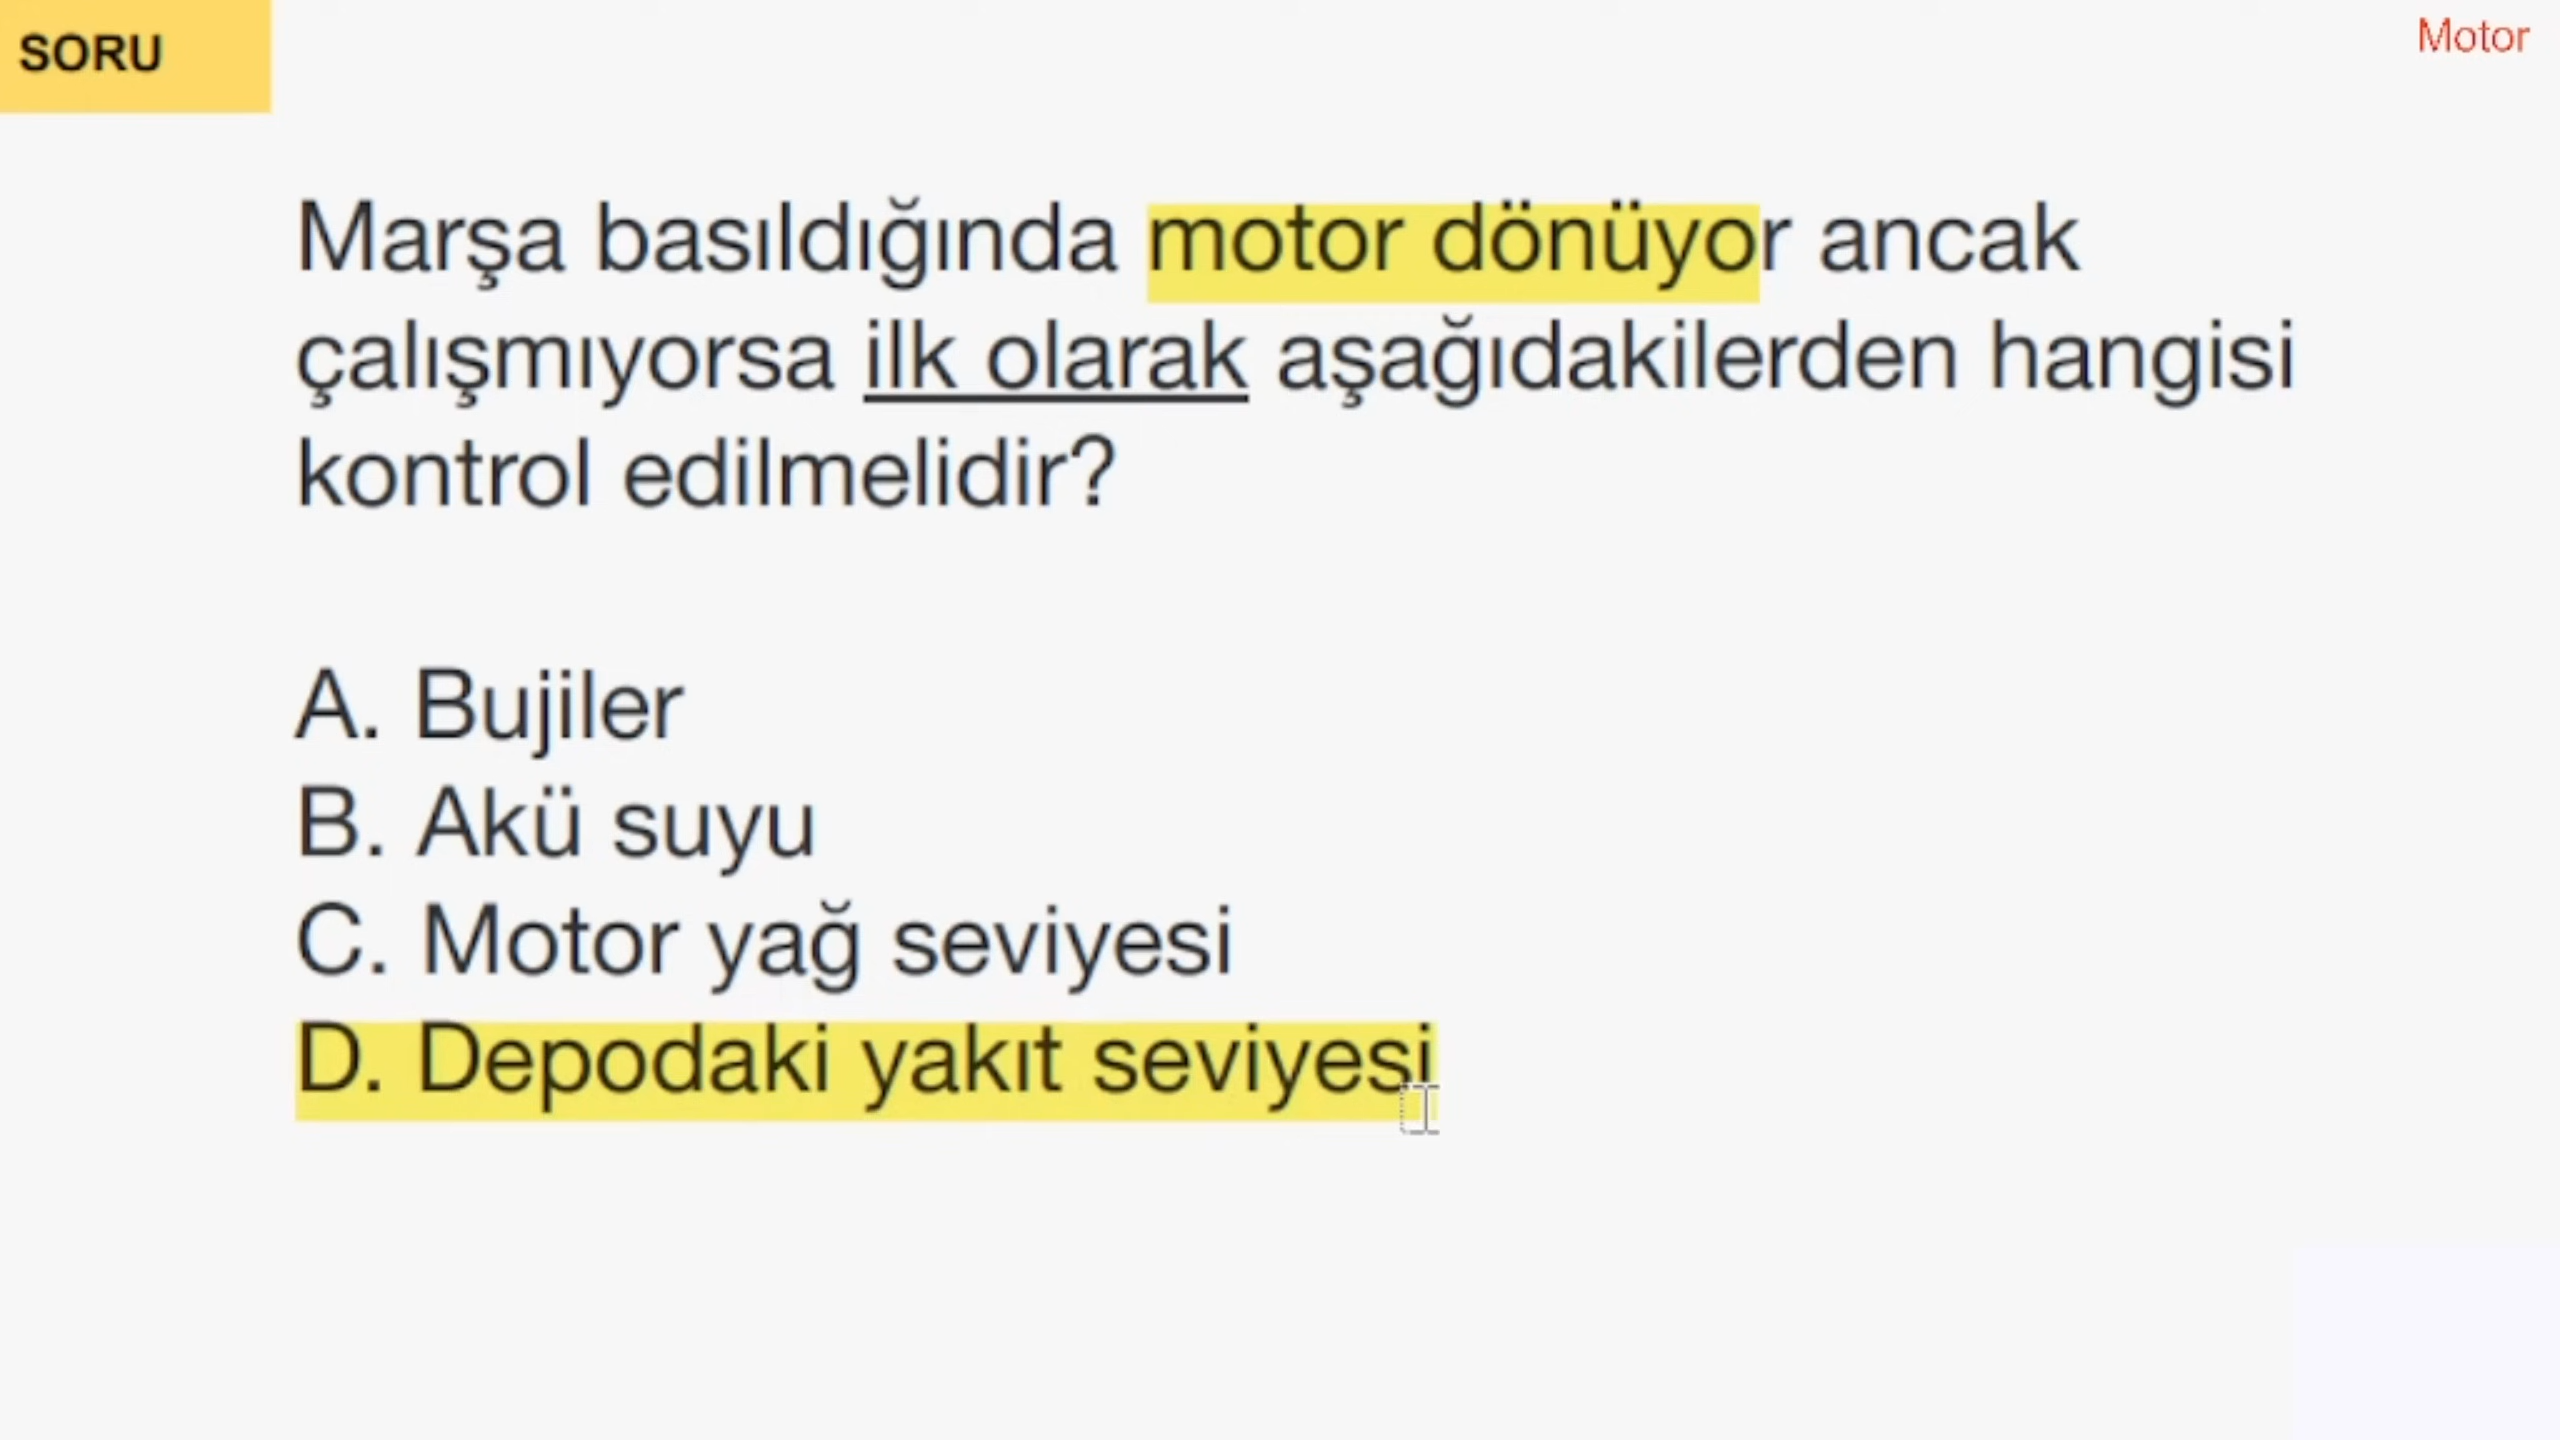 SORU
Motor
Marşa basıldığında motor dönüyor ancak
çalışmıyorsa ilk olarak aşağıdakilerden hangisi
kontrol edilmelidir?
A. Bujiler
B. Akü suyu
C. Motor yağ seviyesi
D. Depodaki yakıt seviyesi